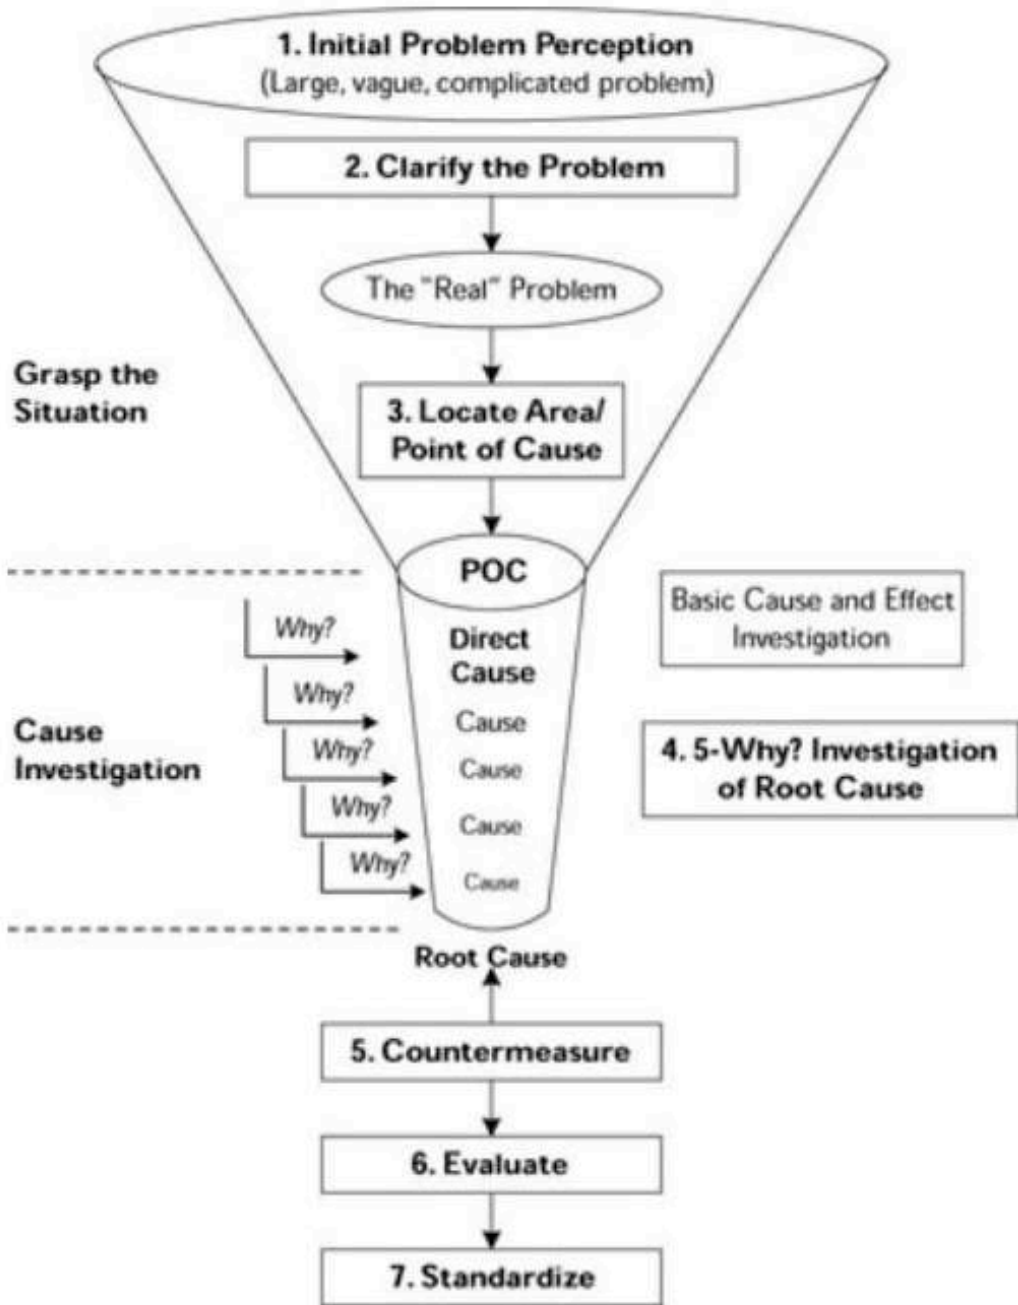 1. Initial Problem Perception
(Large, vague, complicated problem)
2. Clarify the Problem
The "Real" Problem
Grasp the
Situation
3. Locate Area/
Point of Cause
POC
Basic Cause and Effect
Investigation
Why?
Direct
Cause
Why?
Cause
Cause
Investigation
4. 5-Why? Investigation
of Root Cause
Why?
Cause
Why?
Cause
Why?
Cause
Root Cause
5. Countermeasure
6. Evaluate
7. Standardize